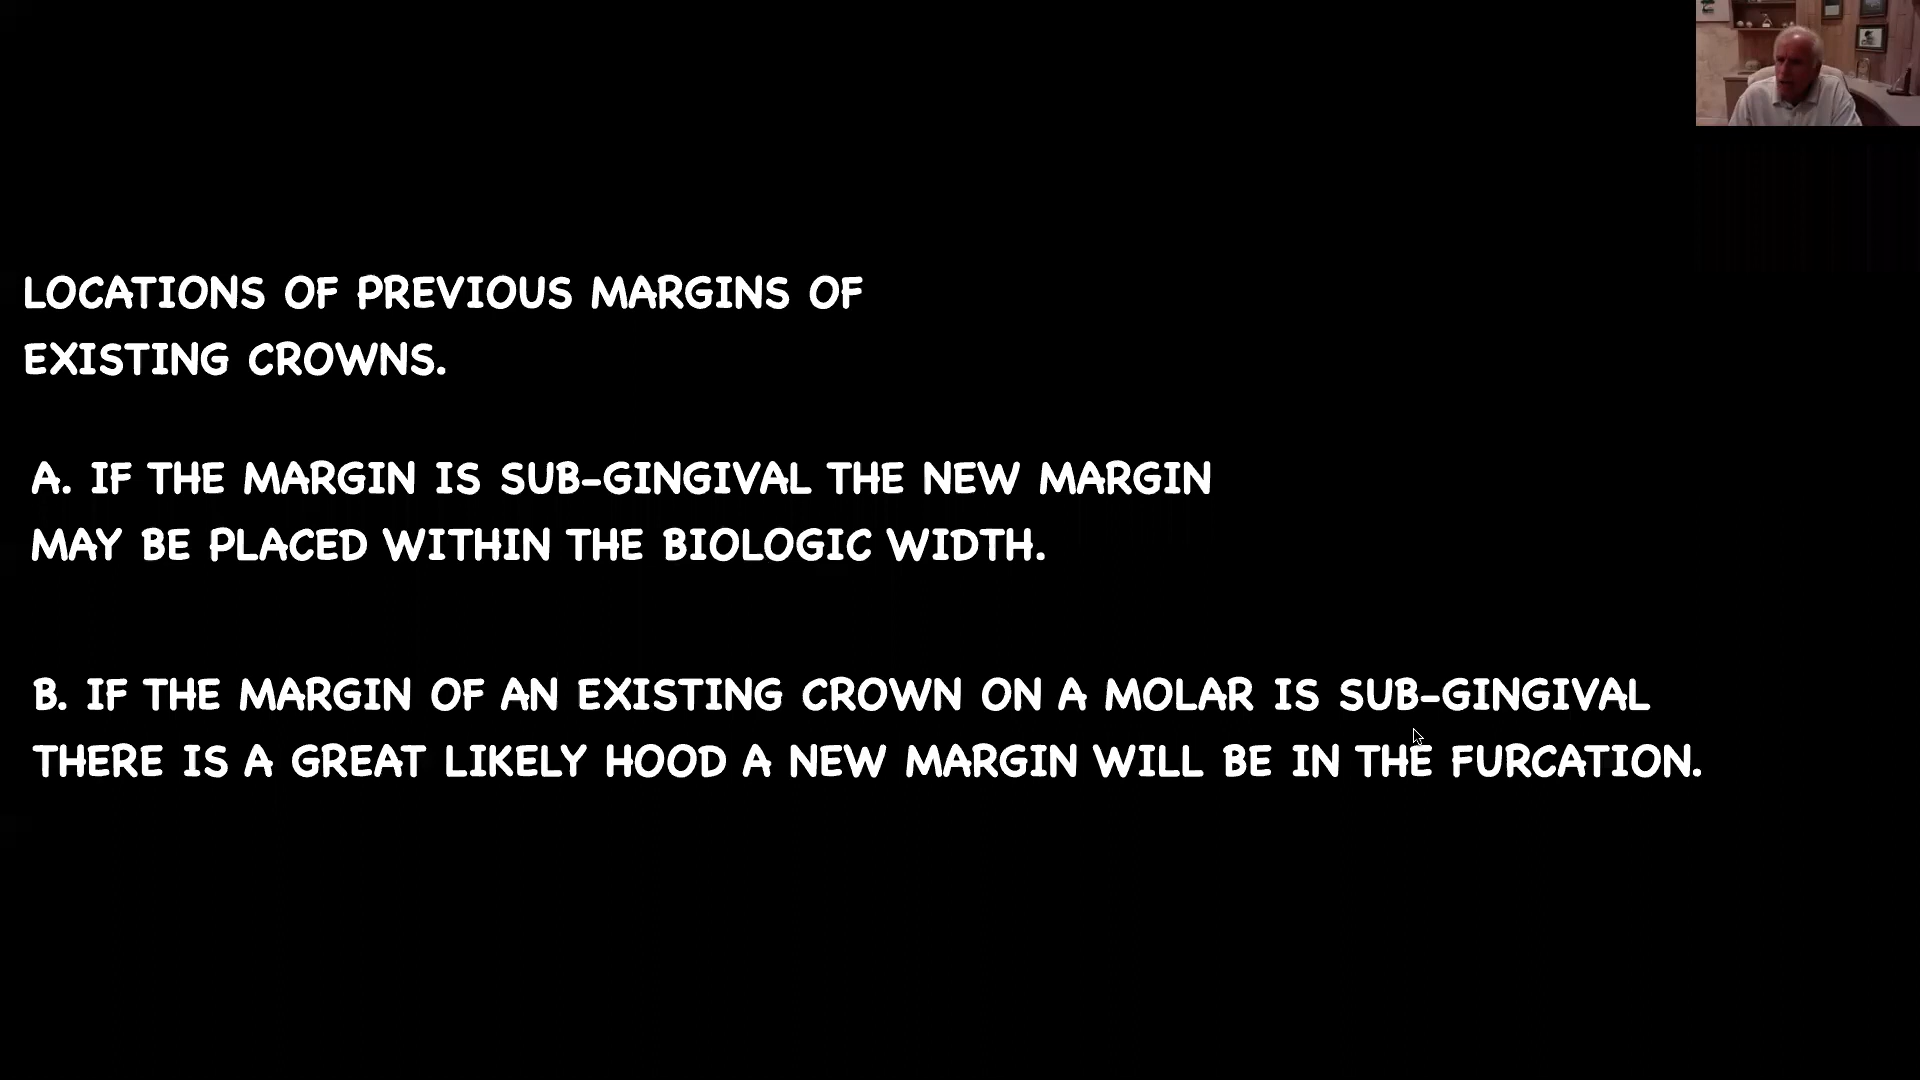 LOCATIONS OF PREVIOUS MARGINS OF
EXISTING CROWNS.
A. IF THE MARGIN IS SUB-GINGIVAL THE NEW MARGIN
MAY BE PLACED WITHIN THE BIOLOGIC WIDTH.
B. IF THE MARGIN OF AN EXISTING CROWN ON A MOLAR IS SUB-GINGIVAL
THERE IS A GREAT LIKELY HOOD A NEW MARGIN WILL BE IN THE FURCATION.